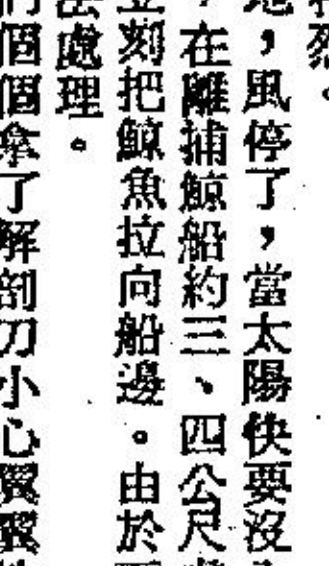 烈。
，風停了，當太陽快要沒
，在離捕鯨船約三、四公尺
立刻把鯨魚拉向船邊。由於
法處理。
們個個拿了解剖刀小心翼翼